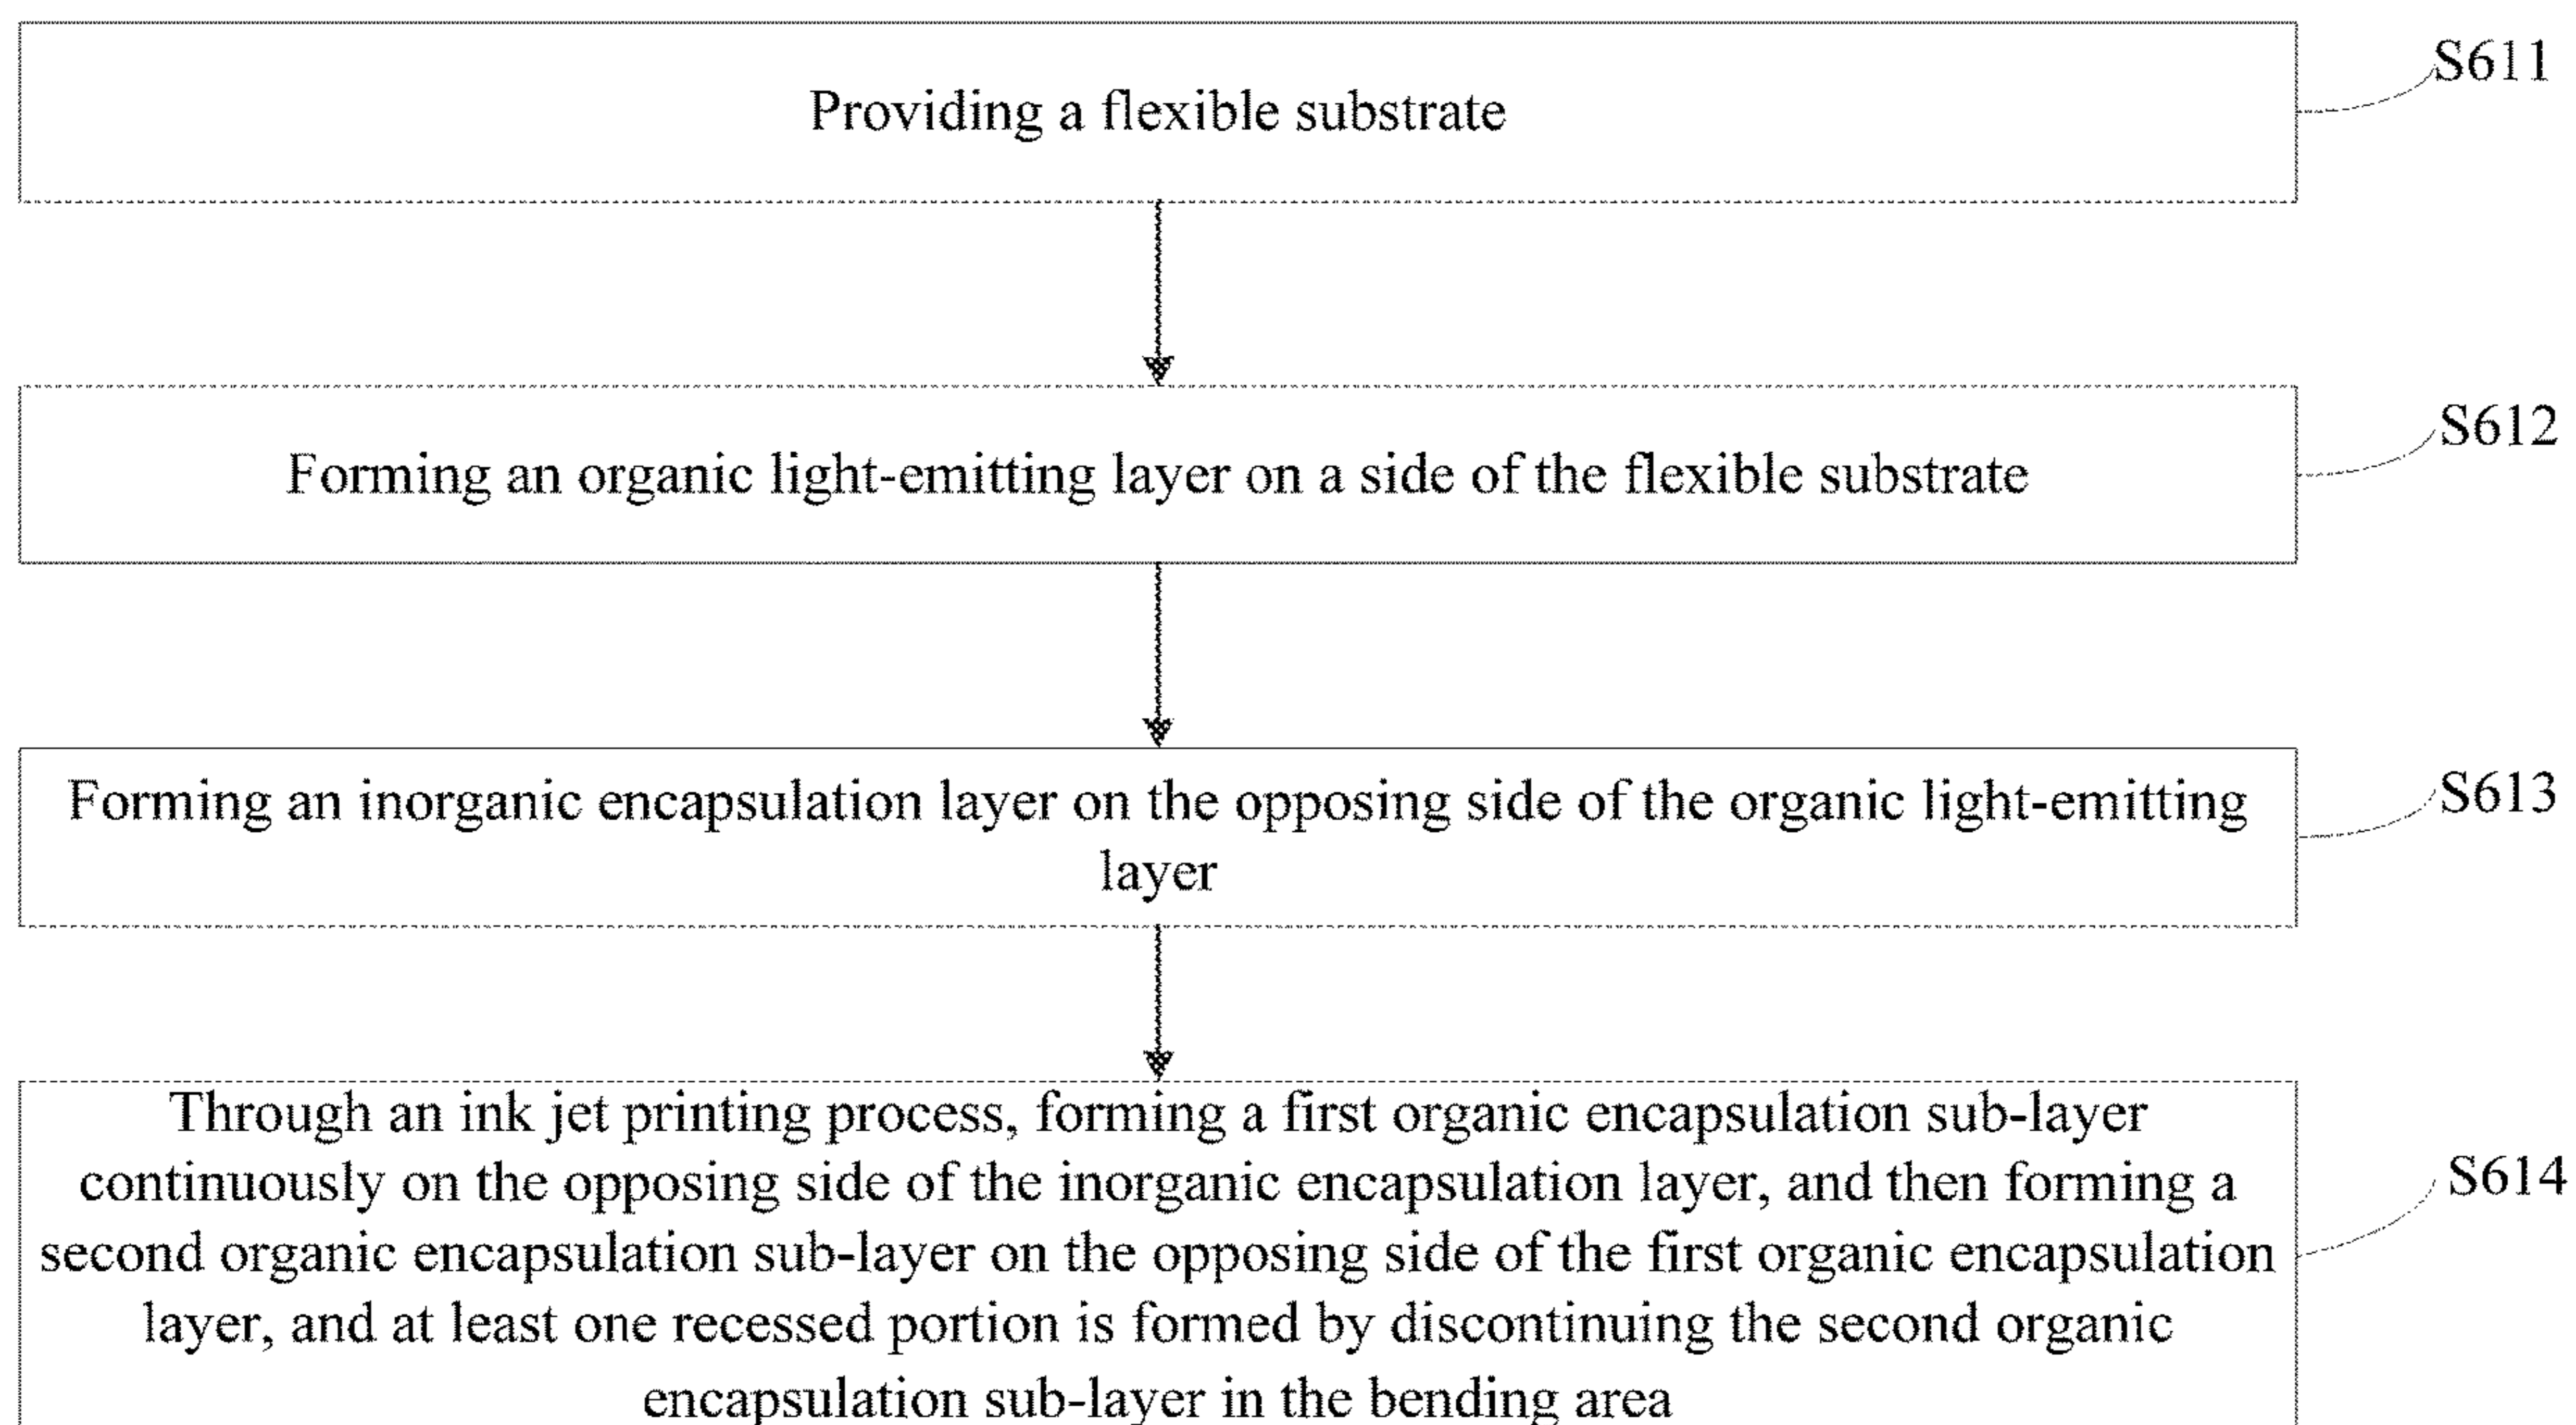 Providing a flexible substrate
S611
Forming an organic light-emitting layer on a side of the flexible substrate
S612
Forming an inorganic encapsulation layer on the opposing side of the organic light-emitting
layer
S613
Through an ink jet printing process, forming a first organic encapsulation sub-layer
continuously on the opposing side of the inorganic encapsulation layer, and then forming a
second organic encapsulation sub-layer on the opposing side of the first organic encapsulation
layer, and at least one recessed portion is formed by discontinuing the second organic
encapsulation sub-layer in the bending area
S614